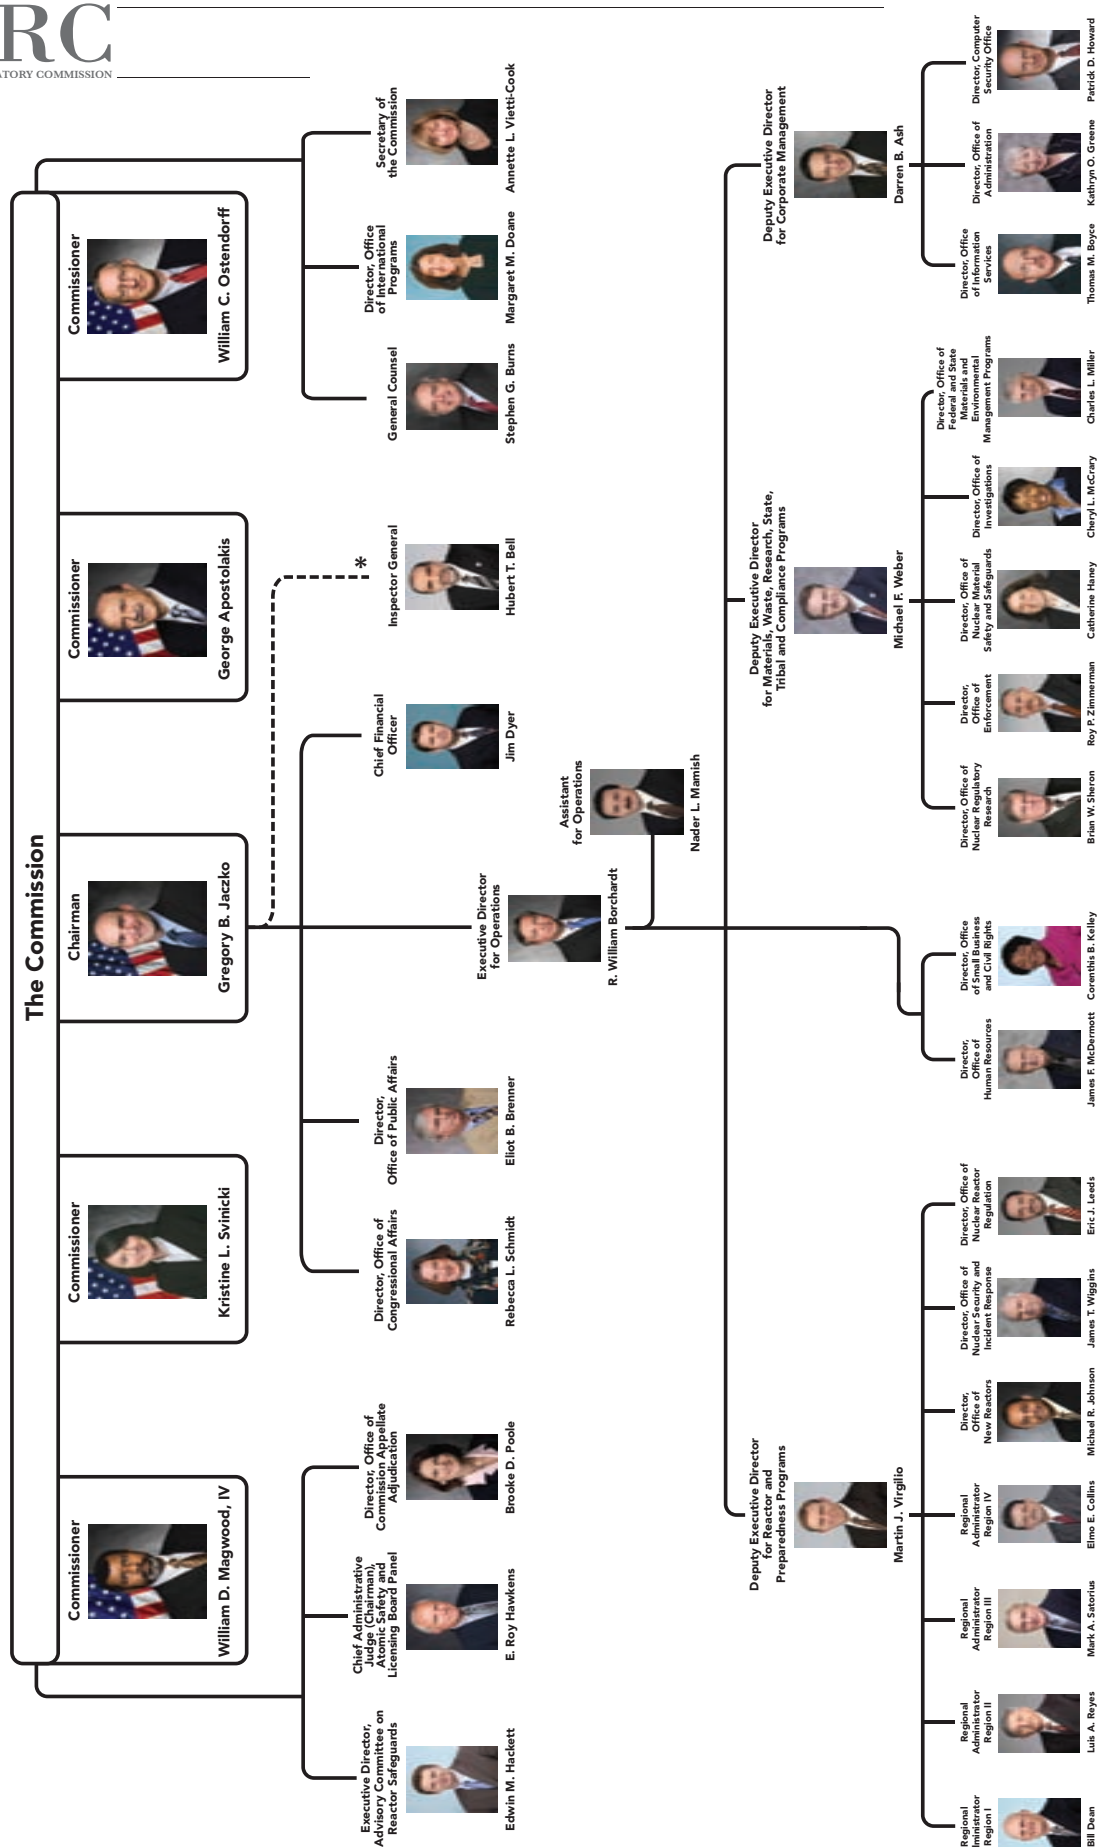 RC
ATORY COMMISSION
The Commission
Commissioner
William D. Magwood, IV
Commissioner
Kristine L. Svinicki
Chairman
Gregory B. Jaczko
Commissioner
George Apostolakis
Commissioner
William C. Ostendorff
Executive Director,
Advisory Committee on
Reactor Safeguards
Edwin M. Hackett
Chief Administrative
Judge (Chairman),
Atomic Safety and
Licensing Board Panel
E. Roy Hawkens
Director, Office of
Commission Appellate
Adjudication
Brooke D. Poole
Director, Office of
Congressional Affairs
Rebecca L. Schmidt
Director,
Office of Public Affairs
Eliot B. Brenner
Chief Financial
Officer
Jim Dyer
*
Inspector General
Hubert T. Bell
General Counsel
Stephen G. Burns
Director, Office
of International
Programs
Margaret M. Doane
Secretary of
the Commission
Annette L. Vietti-Cook
Executive Director
for Operations
R. William Borchardt
Assistant
for Operations
Nader L. Mamish
Deputy Executive Director
for Reactor and
Preparedness Programs
Martin J. Virgilio
Deputy Executive Director
for Materials, Waste, Research, State,
Tribal and Compliance Programs
Michael F. Weber
Deputy Executive Director
for Corporate Management
Darren B. Ash
Regional
lministrator
Region I
Bill Dean
Regional
Administrator
Region II
Luis A. Reyes
Regional
Administrator
Region III
Mark A. Satorius
Regional
Administrator
Region IV
Elmo E. Collins
Director,
Office of
New Reactors
Michael R. Johnson
Director, Office of
Nuclear Security and
Incident Response
James T. Wiggins
Director, Office of
Nuclear Reactor
Regulation
Eric J. Leeds
Director,
Office of
Human Resources
James F. McDermott
Director, Office
of Small Business
and Civil Rights
Corenthis B. Kelley
Director, Office of
Nuclear Regulatory
Research
Brian W. Sheron
Director,
Office of
Enforcement
Roy P. Zimmerman
Director, Office of
Nuclear Material
Safety and Safeguards
Catherine Haney
Director, Office of
Investigations
Cheryl L. McCrary
Director, Office of
Federal and State
Materials and
Environmental
Management Programs
Charles L. Miller
Director, Office
of Information
Services
Thomas M. Boyce
Director, Office of
Administration
Kathryn O. Greene
Director, Computer
Security Office
Patrick D. Howard